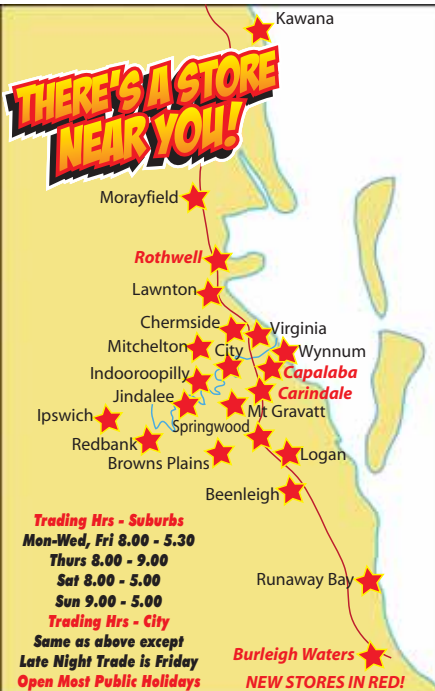 Kawana
THERE'S A STORE
NEAR YOU!
Morayfield
Rothwell
Lawnton
Chermside
Virginia
Mitchelton
City
Wynnum
Indooroopilly
Capalaba
Jindalee
Carindale
Ipswich
Mt Gravatt
Springwood
Redbank
Browns Plains
Logan
Beenleigh
Trading Hrs - Suburbs
Mon-Wed, Fri 8.00 - 5.30
Thurs 8.00 - 9.00
Sat 8.00 - 5.00
Sun 9.00 - 5.00
Trading Hrs - City
Same as above except
Late Night Trade is Friday
Open Most Public Holidays
Runaway Bay
Burleigh Waters
NEW STORES IN RED!